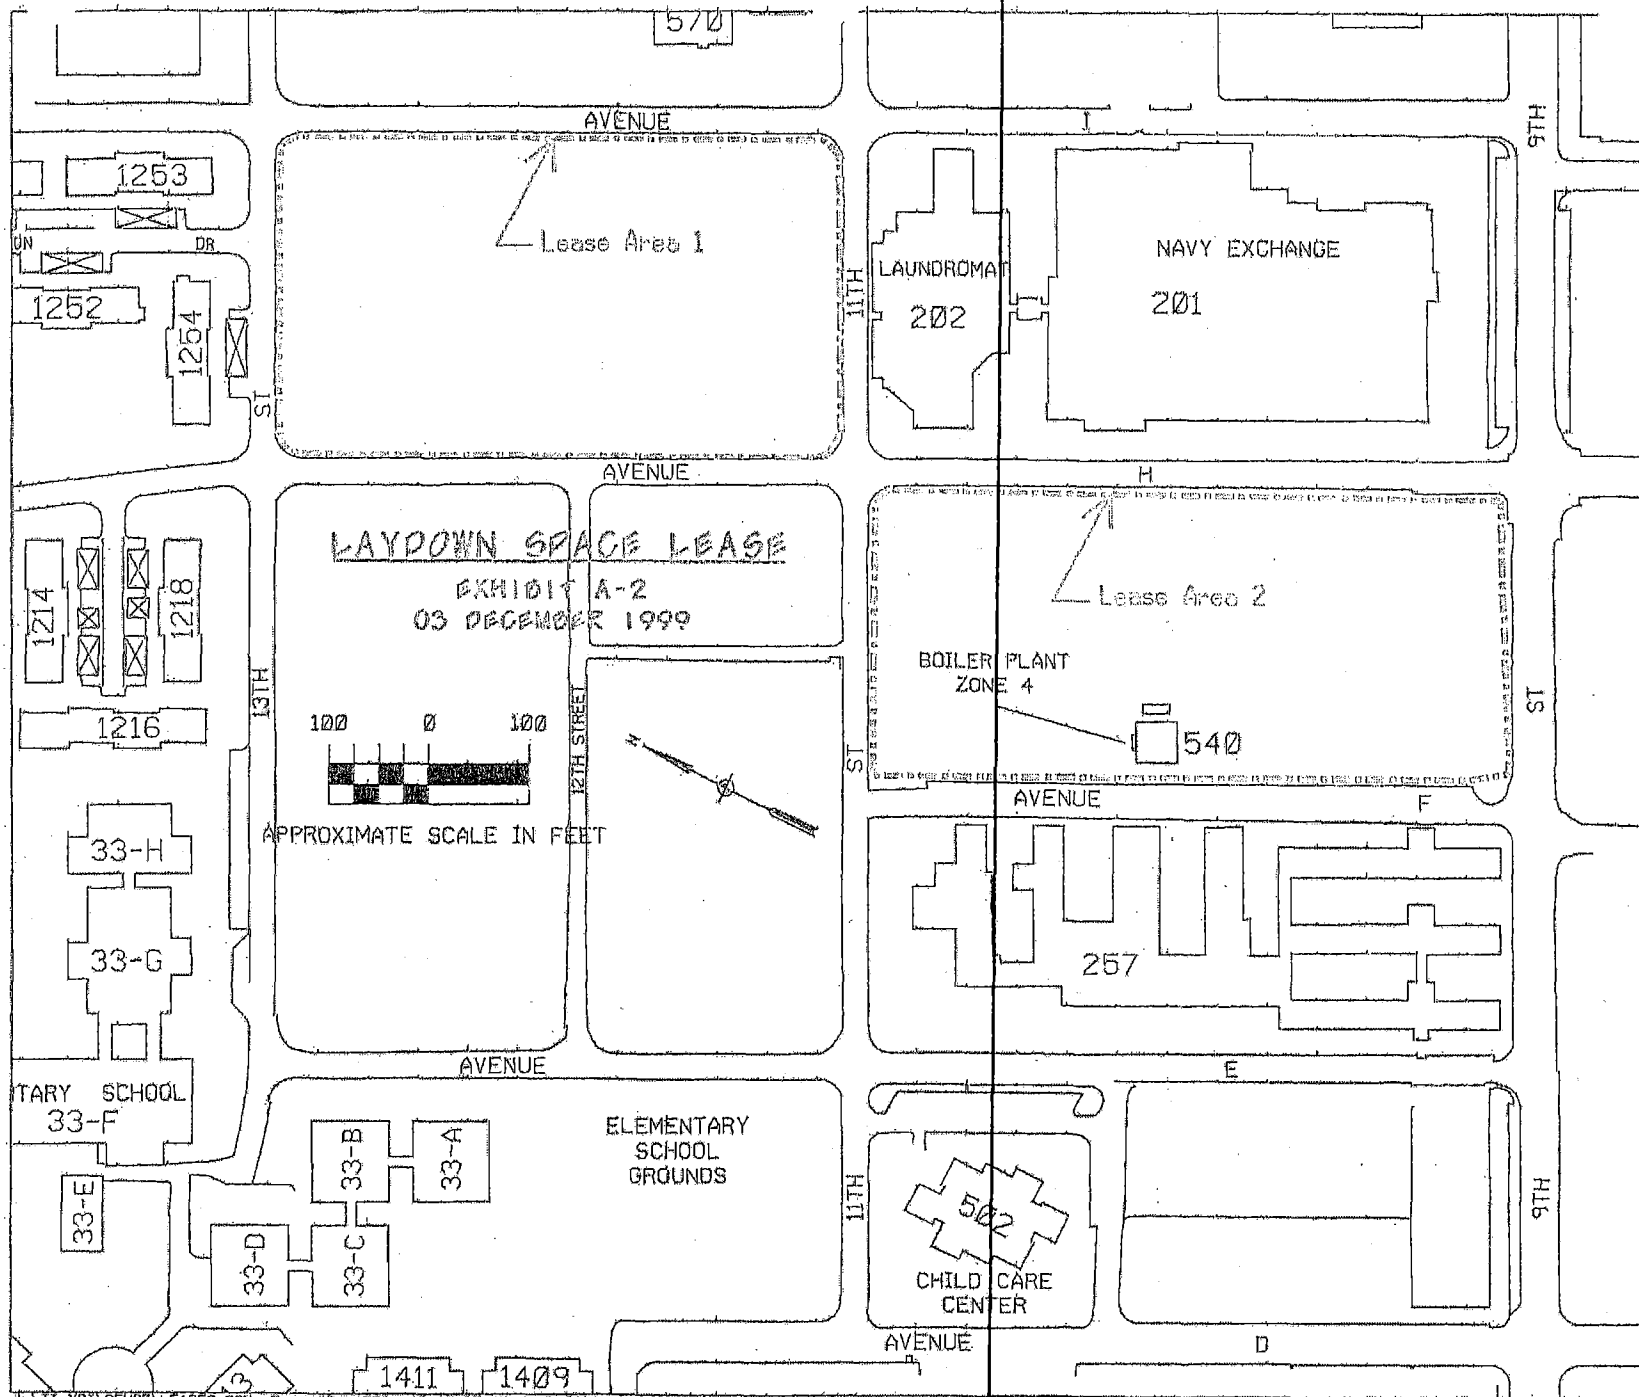 570
AVENUE
I
9TH
1253
UN
DR
Lease Area 1
1252
1254
ST
11TH
LAUNDROMAT
202
NAVY EXCHANGE
201
AVENUE
H
LAYDOWN SPACE LEASE
EXHIBIT A-2
03 DECEMBER 1999
Lease Area 2
1214
1218
1216
13TH
100 0 100
APPROXIMATE SCALE IN FEET
12TH STREET
N
ST
BOILER PLANT
ZONE 4
540
ST
AVENUE
F
33-H
33-G
257
AVENUE
E
TARY SCHOOL
33-F
33-E
33-B
33-A
33-D
33-C
ELEMENTARY
SCHOOL
GROUNDS
11TH
502
CHILD CARE
CENTER
9TH
AVENUE
D
1411
1409